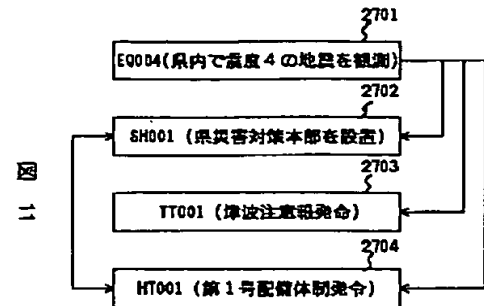 2701
EQ004(県内で震度4の地震を観測)
2702
SH001 (県災害対策本部を設置)
2703
TT001 (津波注意報発令)
2704
HT001 (第1号配備体制発令)
図 11